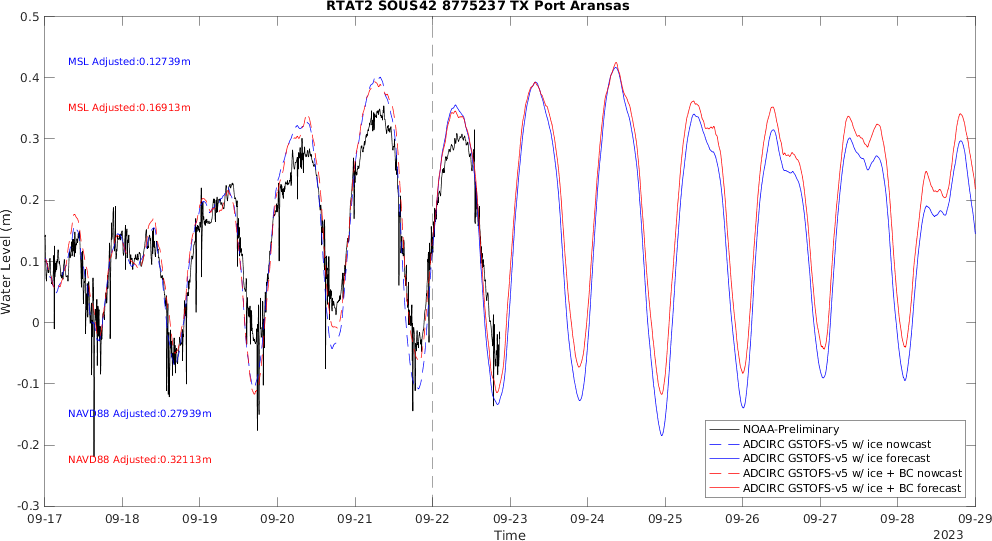 RTAT2 SOUS42 8775237 TX Port Aransas
0.5
0.4
0.3
0.2
0.1
0
-0.1
-0.2
-0.3
Water Level (m)
MSL Adjusted:0.12739m
MSL Adjusted:0.16913m
NAVD88 Adjusted:0.27939m
NAVD88 Adjusted:0.32113m
NOAA-Preliminary
ADCIRC GSTOFS-v5 w/ ice nowcast
ADCIRC GSTOFS-v5 w/ ice forecast
ADCIRC GSTOFS-v5 w/ ice + BC nowcast
ADCIRC GSTOFS-v5 w/ ice + BC forecast
09-17 09-18 09-19 09-20 09-21 09-22 09-23 09-24 09-25 09-26 09-27 09-28 09-29
Time
2023